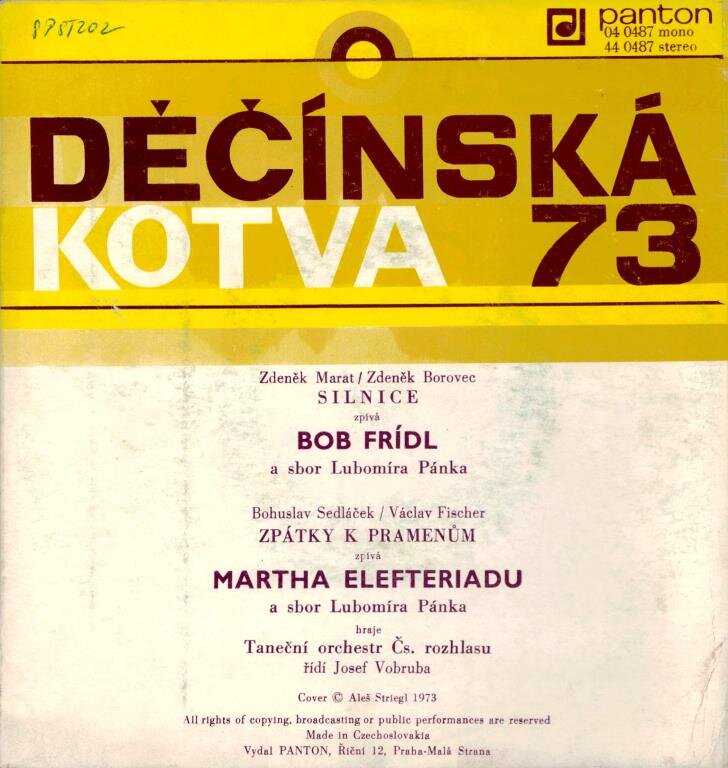 SPST202
panton
04 0487 mono
44 0487 stereo
DĚČÍNSKÁ
KOTVA 73
Zdeněk Marat / Zdeněk Borovec
SILNICE
zpívá
BOB FRÍDL
a sbor Lubomíra Pánka
Bohuslav Sedláček / Václav Fischer
ZPÁTKY K PRAMENŮM
zpívá
MARTHA ELEFTERIADU
a sbor Lubomíra Pánka
hraje
Taneční orchestr Čs. rozhlasu
řídí Josef Vobruba
Cover © Aleš Striegl 1973
All rights of copying, broadcasting or public performances are reserved
Made in Czechoslovakia
Vydal PANTON, Říční 12, Praha-Malá Strana